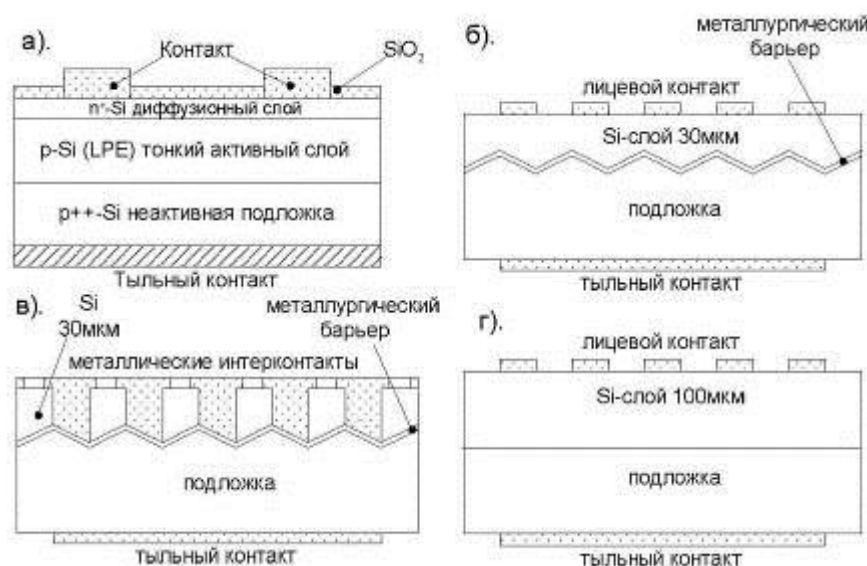 а).
Контакт
SiO₂
n⁺-Si диффузионный слой
p-Si (LPE) тонкий активный слой
p++-Si неактивная подложка
Тыльный контакт
б).
металлургический
барьер
лицевой контакт
Si-слой 30мкм
подложка
тыльный контакт
в).
Si
30мкм
металлургический
барьер
металлические интерконтакты
подложка
тыльный контакт
г).
лицевой контакт
Si-слой 100мкм
подложка
тыльный контакт